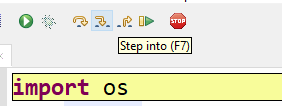 STOP
Step into (F7)
import os